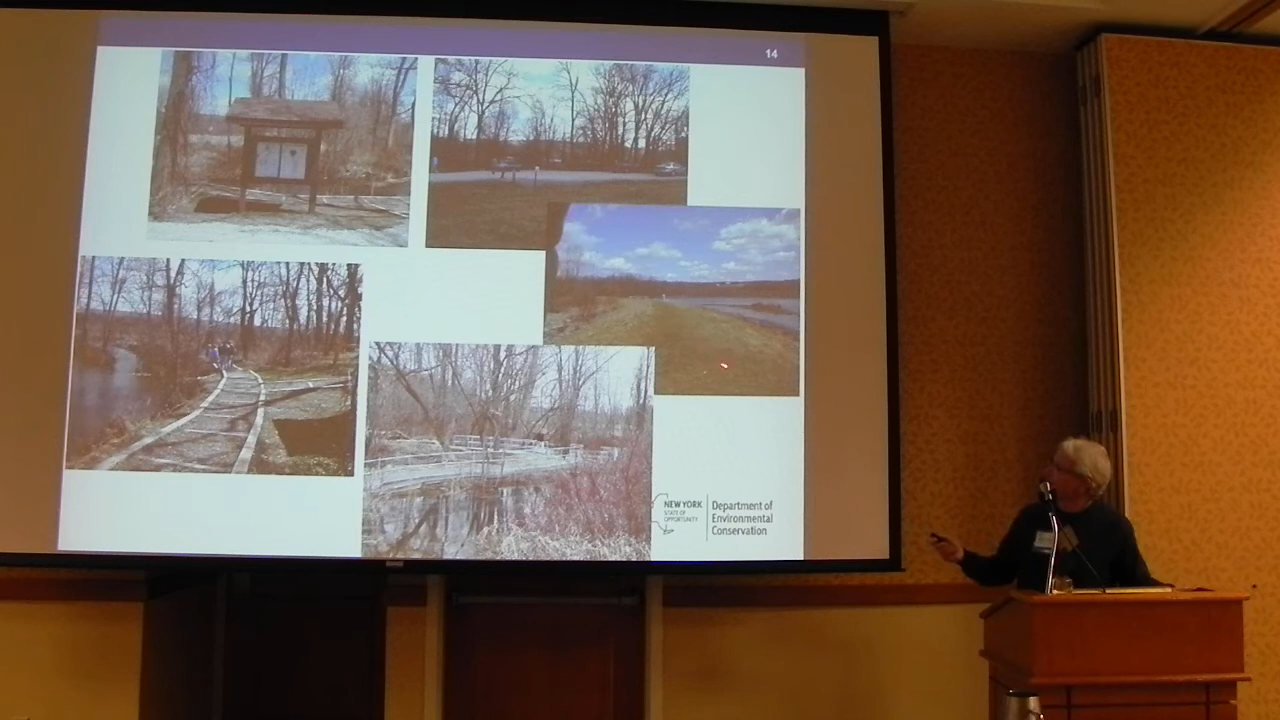 14
NEW YORK
STATE OF
OPPORTUNITY
Department of
Environmental
Conservation